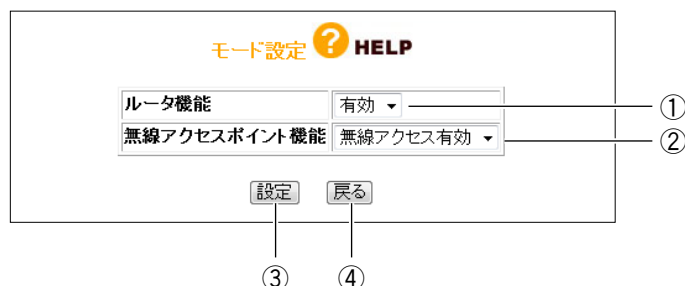 モード設定 ? HELP
ルータ機能 有効 ①
無線アクセスポイント機能 無線アクセス有効 ②
設定 戻る
③ ④